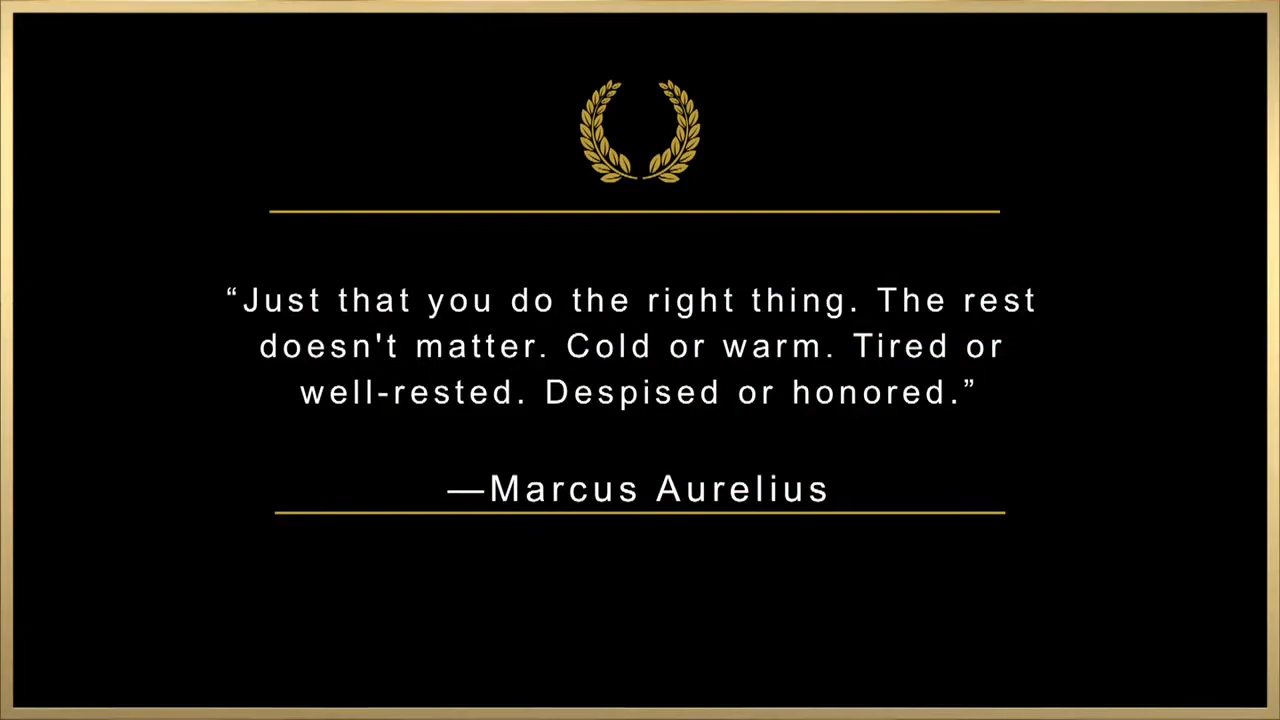 “Just that you do the right thing. The rest
doesn't matter. Cold or warm. Tired or
well-rested. Despised or honored.”
—Marcus Aurelius